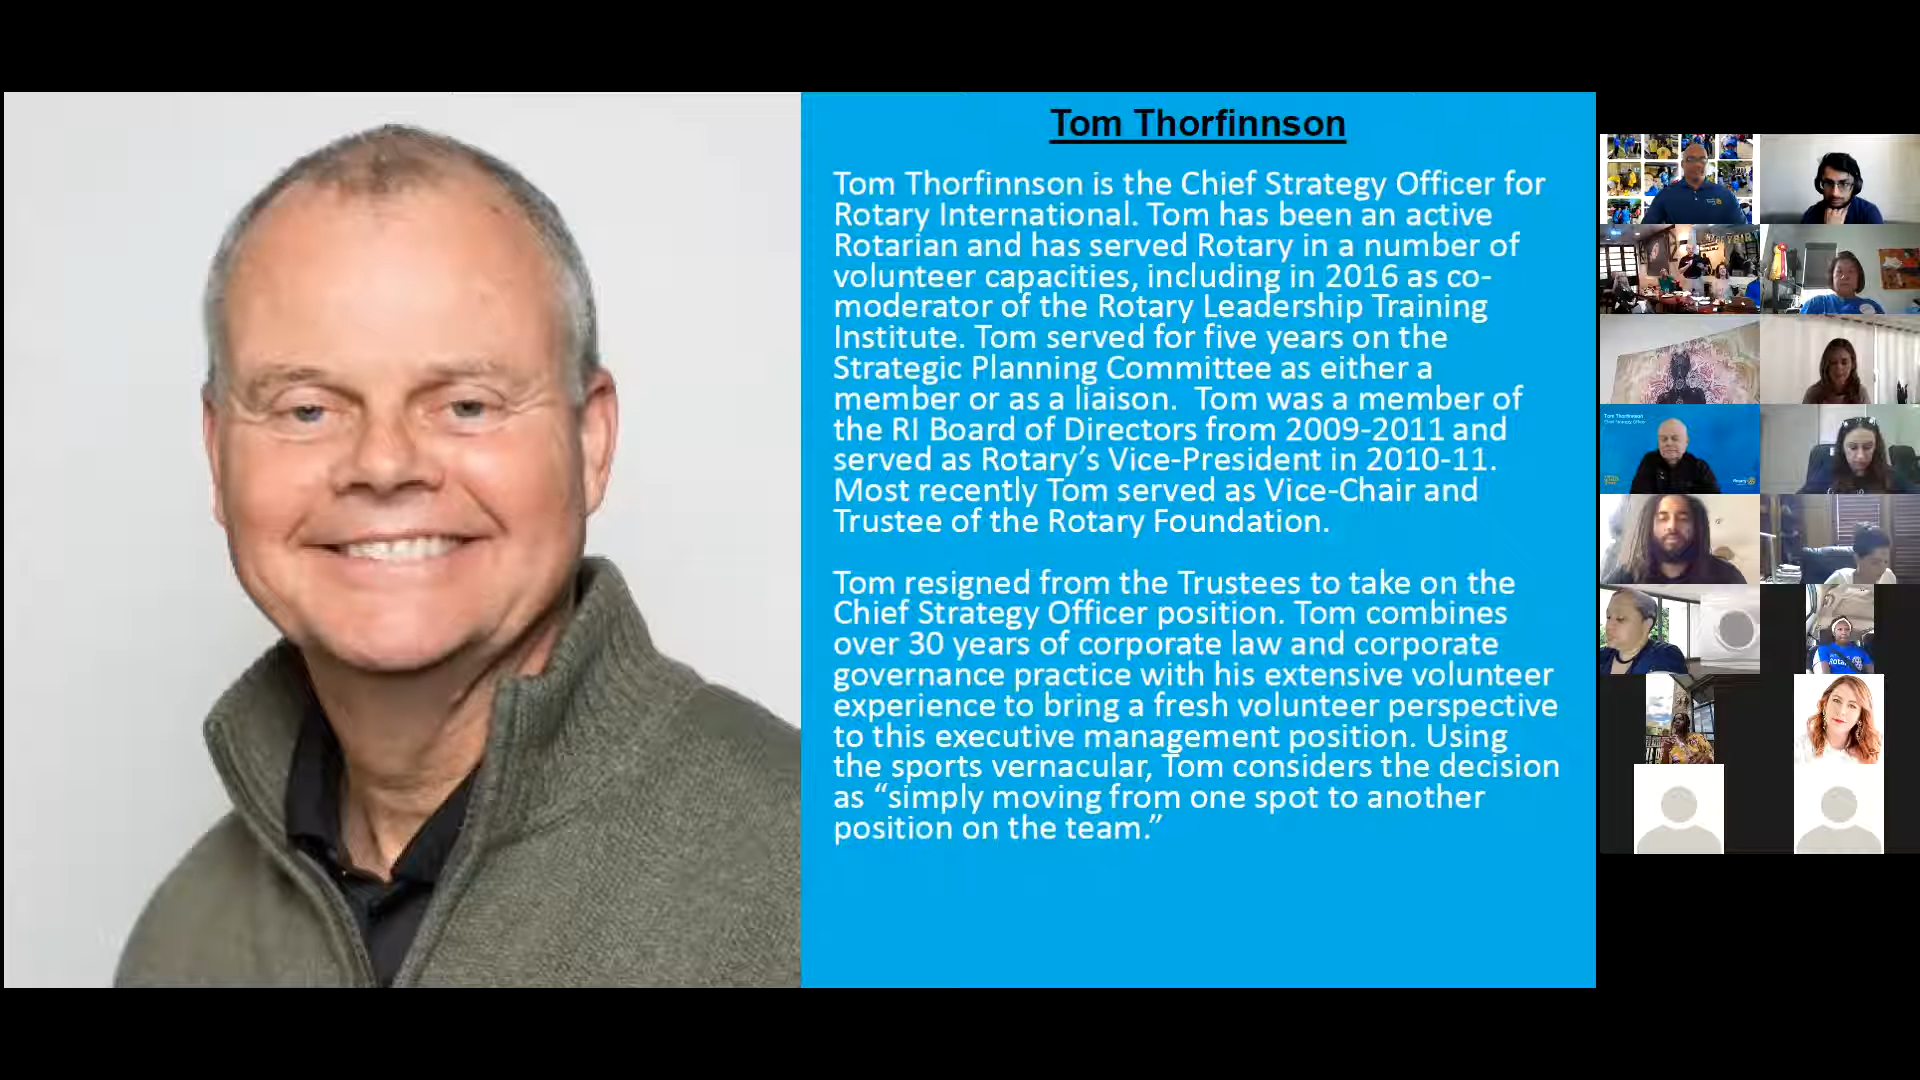 Tom Thorfinnson
Tom Thorfinnson is the Chief Strategy Officer for
Rotary International. Tom has been an active
Rotarian and has served Rotary in a number of
volunteer capacities, including in 2016 as co-
moderator of the Rotary Leadership Training
Institute. Tom served for five years on the
Strategic Planning Committee as either a
member or as a liaison.  Tom was a member of
the RI Board of Directors from 2009-2011 and
served as Rotary’s Vice-President in 2010-11.
Most recently Tom served as Vice-Chair and
Trustee of the Rotary Foundation.
Tom resigned from the Trustees to take on the
Chief Strategy Officer position. Tom combines
over 30 years of corporate law and corporate
governance practice with his extensive volunteer
experience to bring a fresh volunteer perspective
to this executive management position. Using
the sports vernacular, Tom considers the decision
as “simply moving from one spot to another
position on the team.”
Tom Thorfinnson
Chief Strategy Officer
Rotary